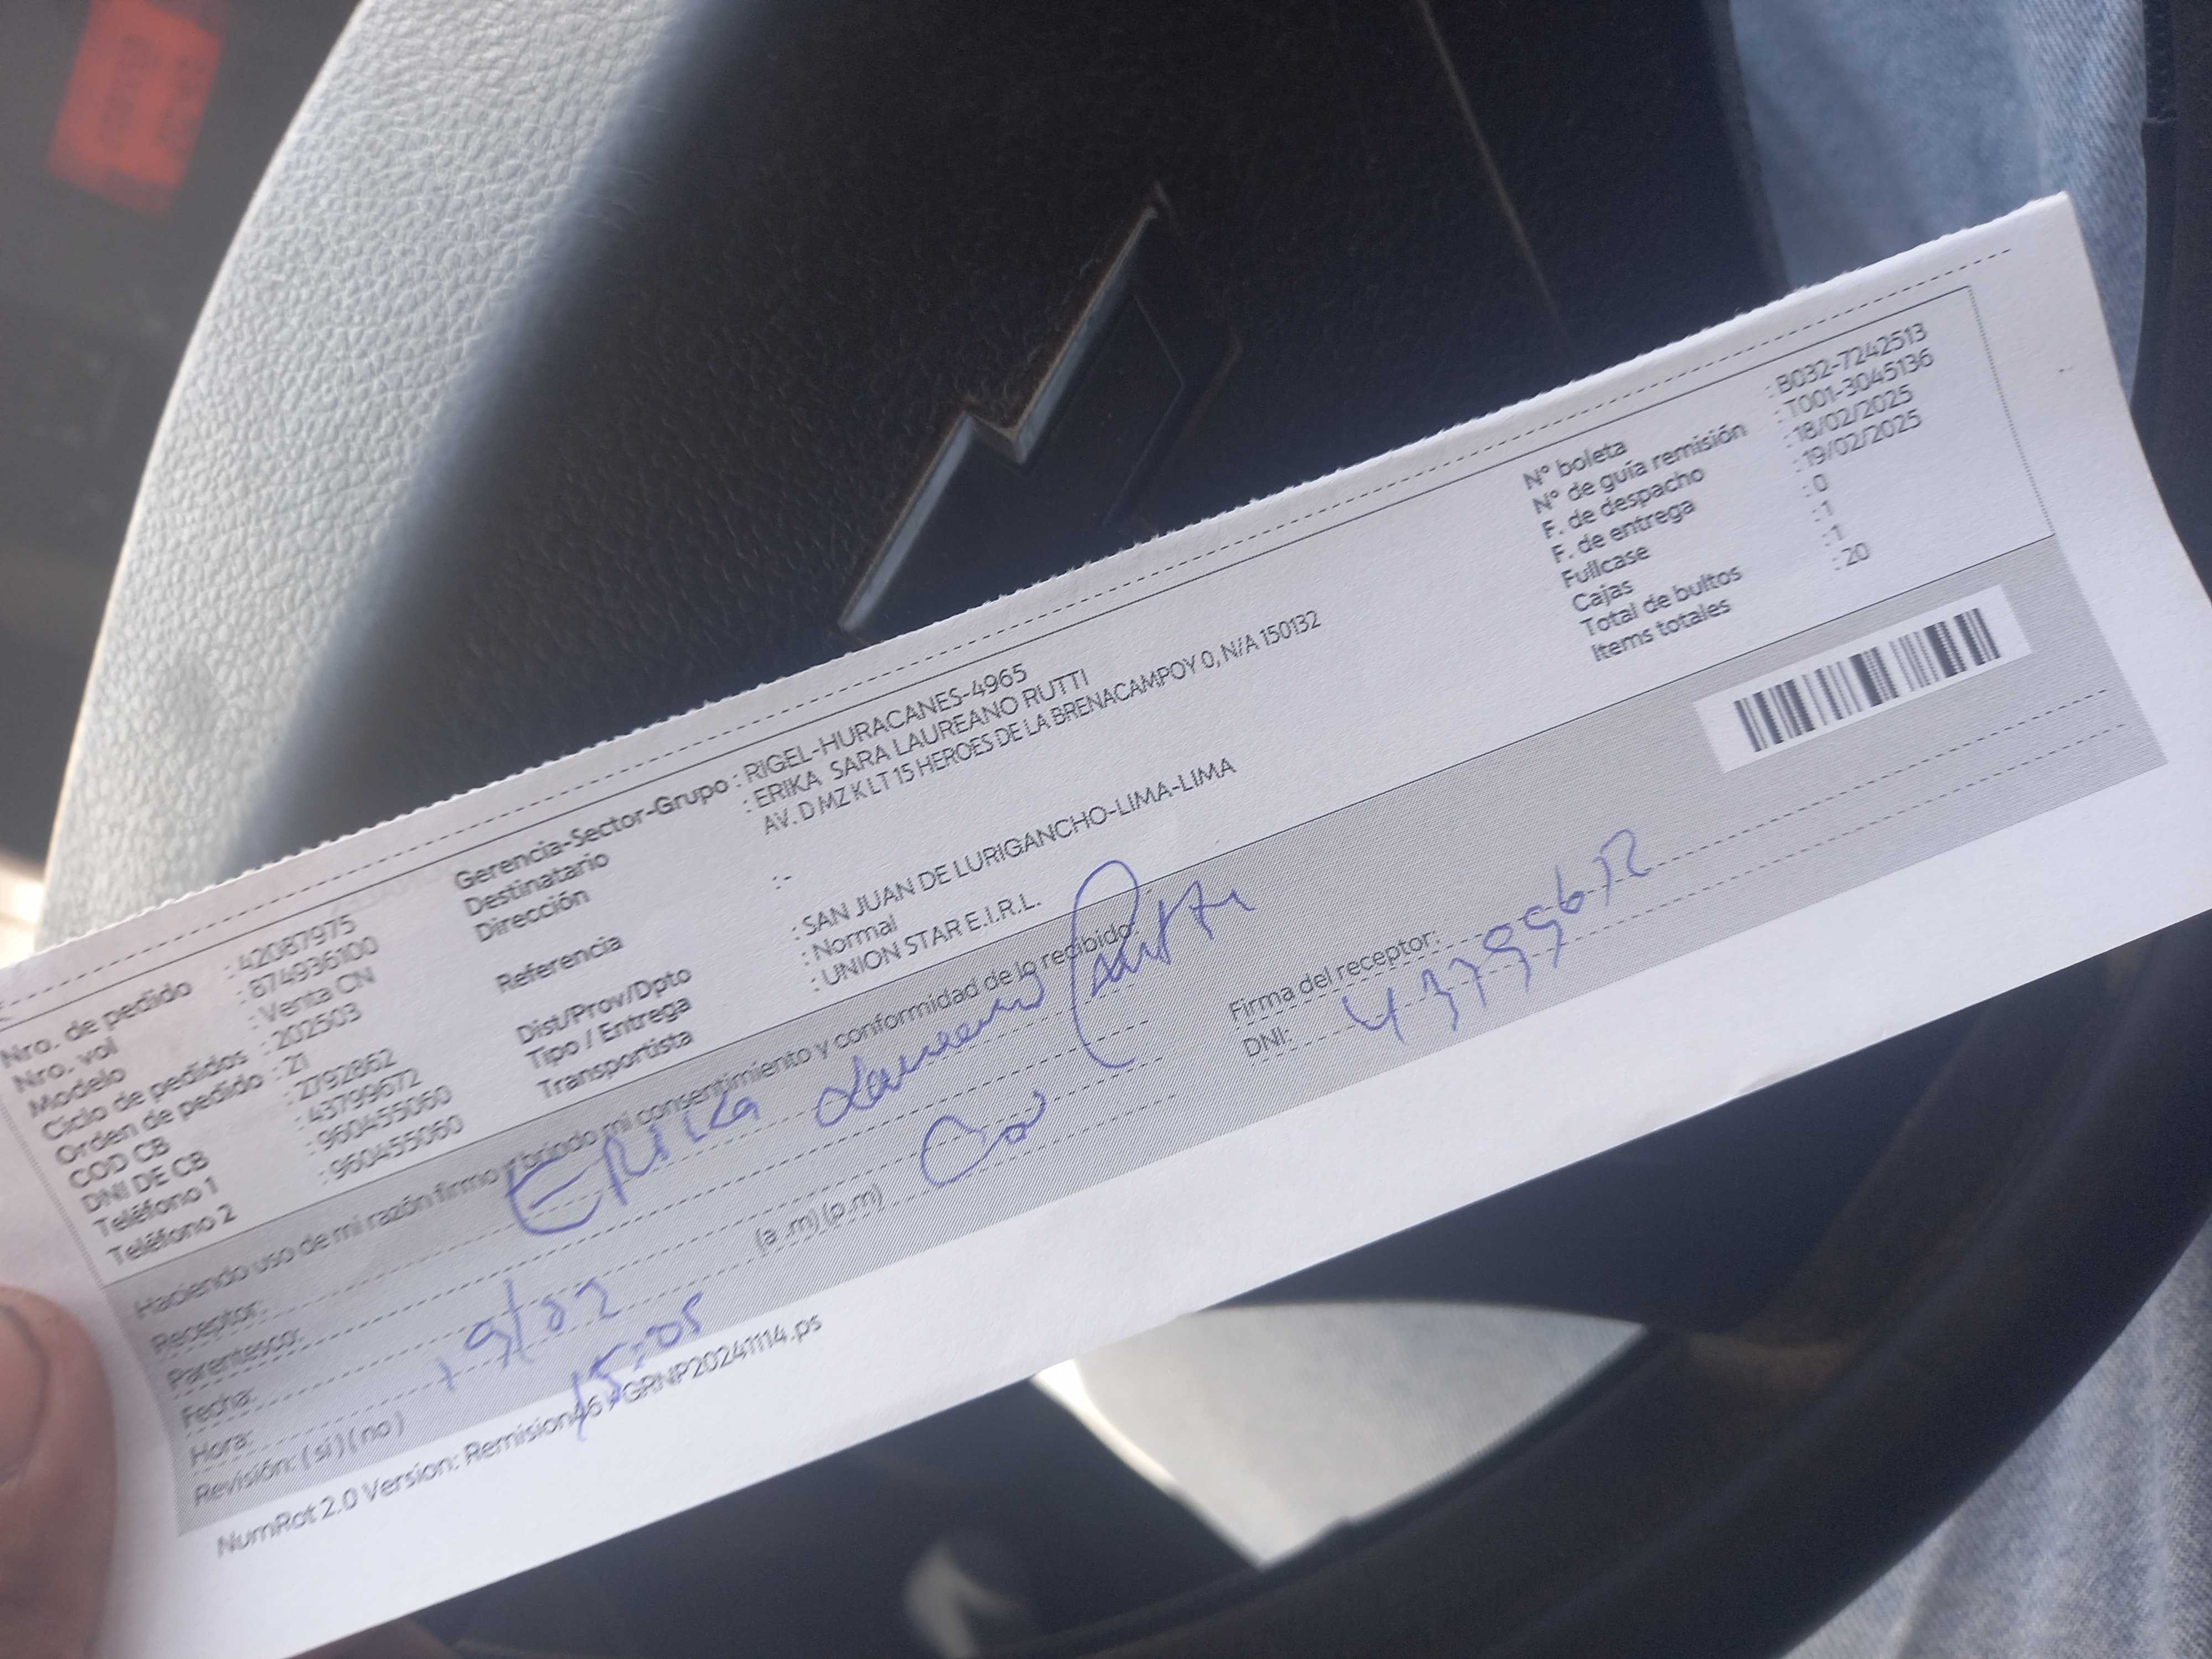 Nro. de pedido : 42087975
Nro. vol : 874936100
Modelo : Venta CN
Ciclo de pedidos : 202503
Orden de pedido : 21
COD CB : 2792862
DNI DE CB : 43799672
Teléfono 1 : 960455060
Teléfono 2 : 960455060
Gerencia-Sector-Grupo : RIGEL-HURACANES-4965
Destinatario : ERIKA SARA LAUREANO RUTTI
Dirección AV. D MZ K LT 15 HEROES DE LA BRENACAMPOY 0, N/A 150132
Referencia :-
Dist/Prov/Dpto : SAN JUAN DE LURIGANCHO-LIMA-LIMA
Tipo / Entrega : Normal
Transportista : UNION STAR E.I.R.L.
N° boleta : B032-7242513
N° de guía remisión : T001-3045136
F. de despacho : 18/02/2025
F. de entrega : 19/02/2025
Fullcase : 0
Cajas : 1
Total de bultos : 1
Items totales : 20
Haciendo uso de mi razón firmo y brindo mi consentimiento y conformidad de lo recibido:
Receptor: ERIKA Laureano Rutti
Parentesco:
Fecha: 19/02
Hora: 15:05 (a.m) (p.m)
Revisión: ( si ) ( no )
Firma del receptor:
DNI: 43799672
NumRot 2.0 Version: Remision46 GRNP20241114.ps